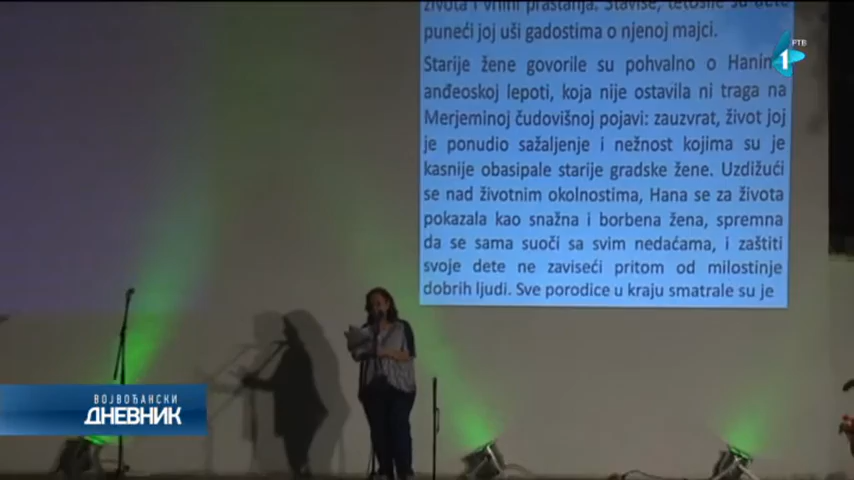 života i vrlini praštanja. Staviše, tetošile su dete
puneći joj uši gadostima o njenoj majci.
Starije žene govorile su pohvalno o Haninoj
anđeoskoj lepoti, koja nije ostavila ni traga na
Merjeminoj čudovišnoj pojavi: zauzvrat, život joj
je ponudio sažaljenje i nežnost kojima su je
kasnije obasipale starije gradske žene. Uzdižući
se nad životnim okolnostima, Hana se za života
pokazala kao snažna i borbena žena, spremna
da se sama suoči sa svim nedaćama, i zaštiti
svoje dete ne zaviseći pritom od milostinje
dobrih ljudi. Sve porodice u kraju smatrale su je
РТВ
1
ВОЈВОЂАНСКИ
ДНЕВНИК